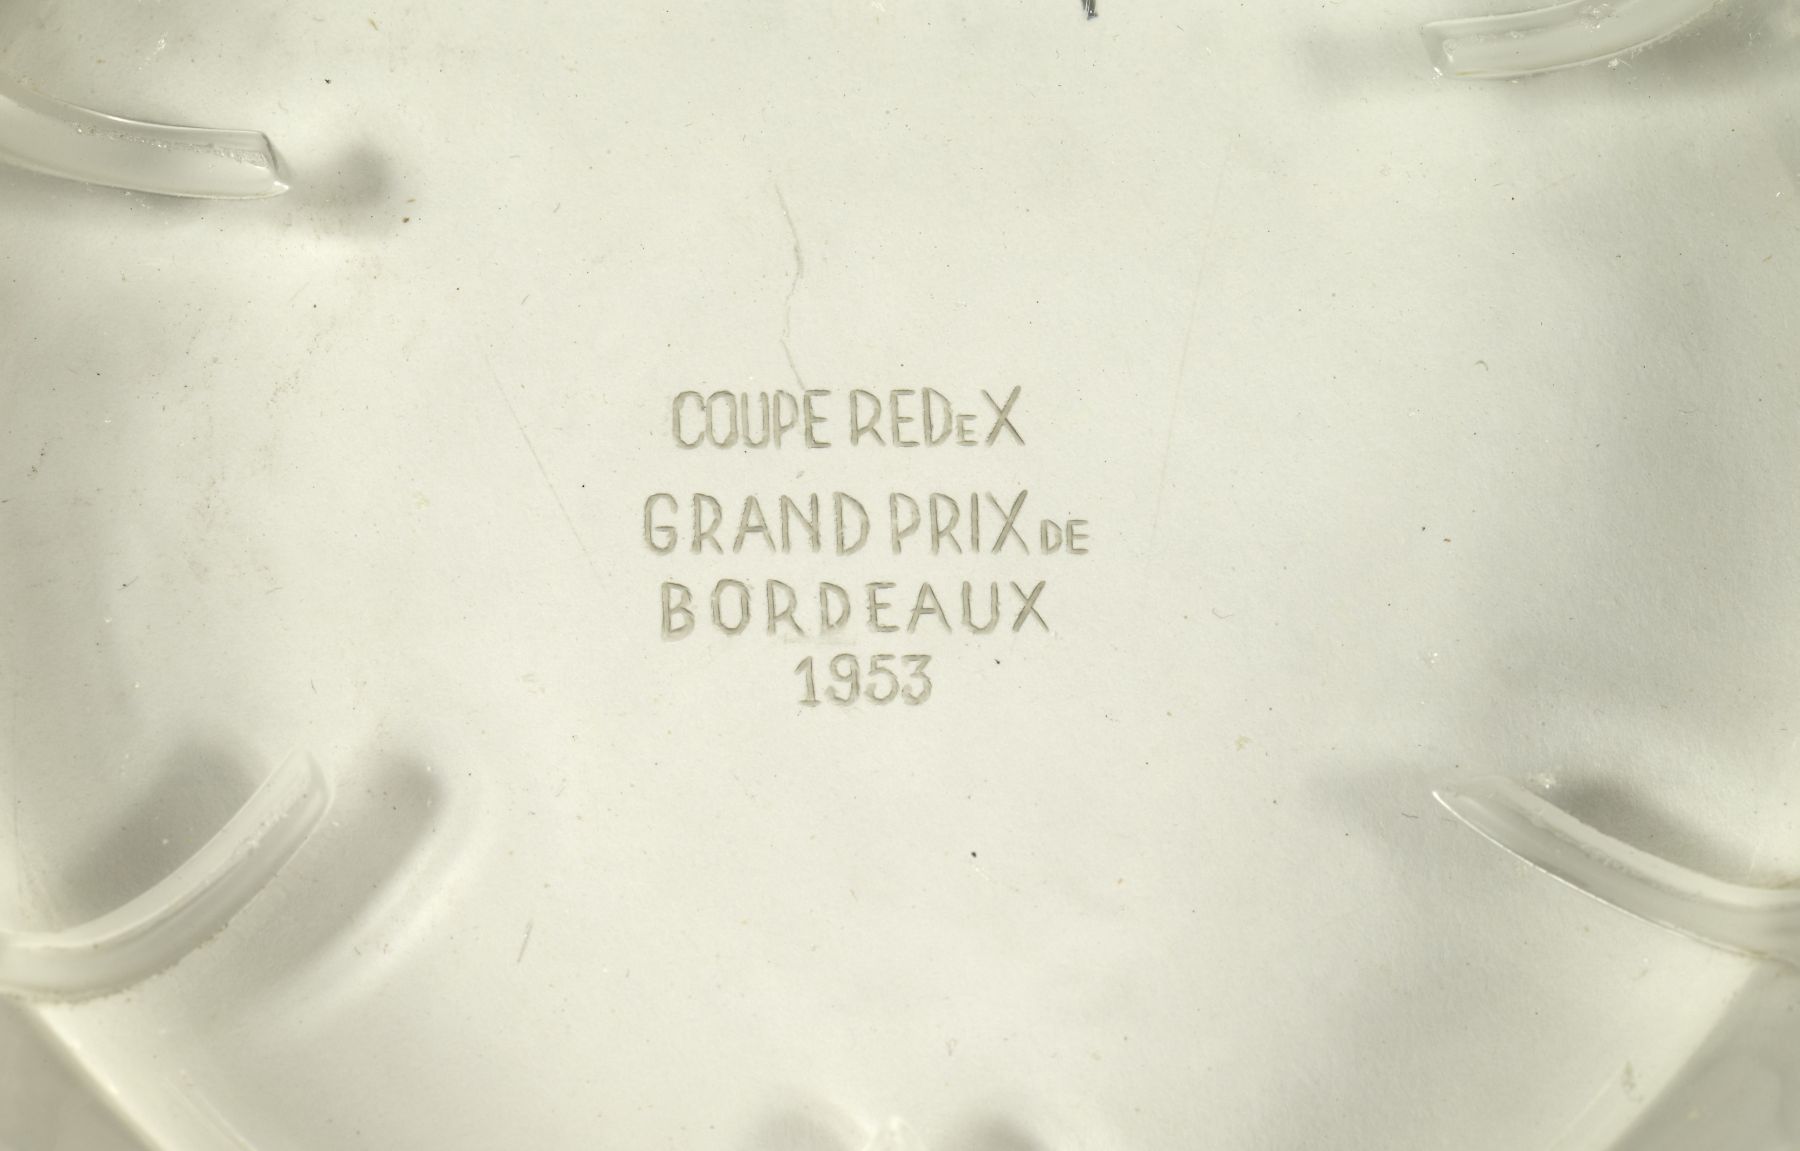 COUPE REDEX
GRAND PRIX DE
BORDEAUX
1953